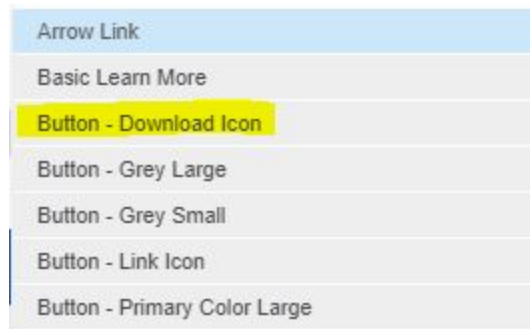 Arrow Link
Basic Learn More
Button - Download Icon
Button - Grey Large
Button - Grey Small
Button - Link Icon
Button - Primary Color Large